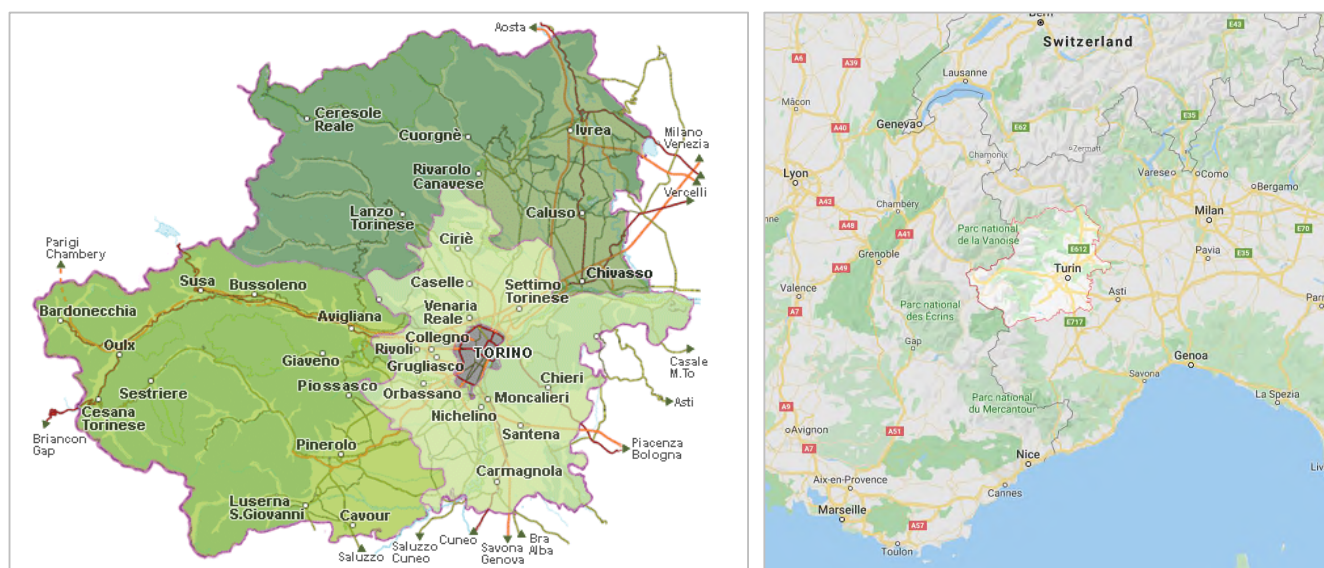 Aosta
Ceresole
Reale
Cuorgnè
Ivrea
Milano
Venezia
Rivarolo
Canavese
Vercelli
Lanzo
Torinese
Caluso
Ciriè
Parigi
Chambery
Susa
Bussoleno
Caselle
Settimo
Torinese
Chivasso
Bardonecchia
Avigliana
Venaria
Reale
Oulx
Collegno
Rivoli
TORINO
Giaveno
Grugliasco
Casale
M.To
Sestriere
Piossasco
Orbassano
Chieri
Moncalieri
Asti
Cesana
Torinese
Nichelino
Briancon
Gap
Santena
Pinerolo
Piacenza
Bologna
Carmagnola
Luserna
S.Giovanni
Cavour
Saluzzo
Saluzzo
Cuneo
Cuneo
Savona
Genova
Bra
Alba
Bern
E43
Switzerland
A6
A39
Lausanne
Mâcon
E35
Geneva
E62
A40
Chamonix
Zermatt
Lyon
Varese
Como
Bergamo
A43
Chambéry
Milan
A48
A41
Parc national
de la Vanoise
E612
E70
Grenoble
Pavia
E35
A49
Turin
Valence
Asti
Parc national
des Écrins
E717
A7
Gap
Genoa
Savona
Parc national
du Mercantour
La Spezia
A9
Avignon
A51
A7
Nice
Aix-en-Provence
Cannes
Marseille
A57
Toulon